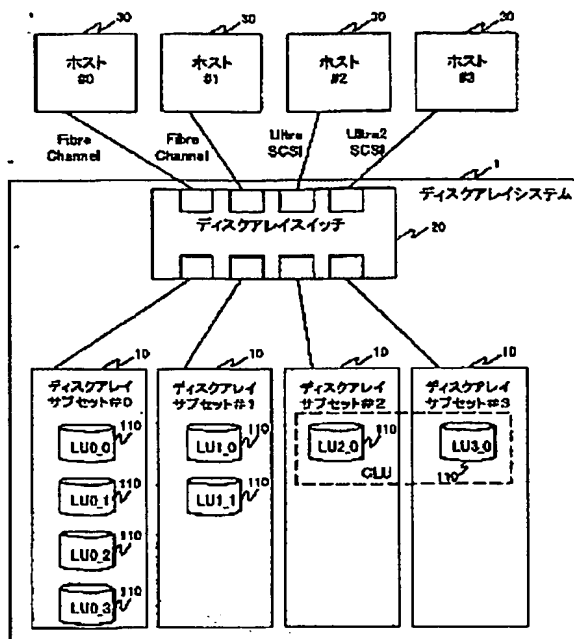 30 30 30 30
ホスト #0
ホスト #1
ホスト #2
ホスト #3
Fibre Channel
Fibre Channel
Ultra SCSI
Ultra2 SCSI
1
ディスクアレイシステム
ディスクアレイスイッチ
20
10 10 10 10
ディスクアレイ サブセット#0
ディスクアレイ サブセット#1
ディスクアレイ サブセット#2
ディスクアレイ サブセット#3
LU0_0 110
LU1_0 110
LU2_0 110
LU3_0
CLU
110
LU0_1 110
LU1_1 110
LU0_2 110
LU0_3 110